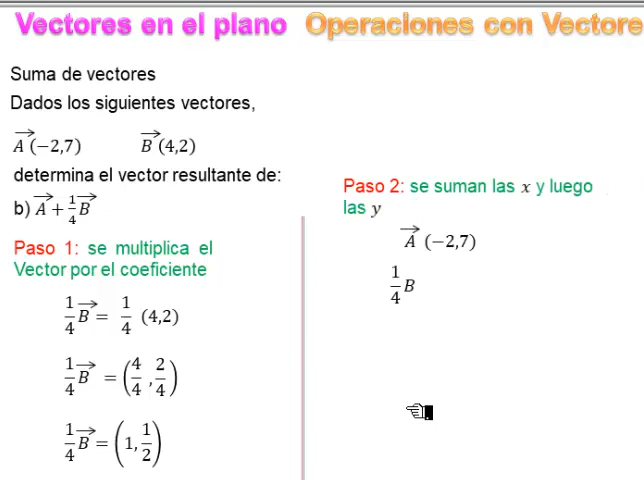 Vectores en el plano Operaciones con Vectore
Suma de vectores
Dados los siguientes vectores,
A⃗(−2,7) B⃗(4,2)
determina el vector resultante de:
b) A⃗ + 1/4 B⃗
Paso 1: se multiplica el
Vector por el coeficiente
1/4 B⃗ = 1/4 (4,2)
1/4 B⃗ = (4/4 , 2/4)
1/4 B⃗ = (1, 1/2)
Paso 2: se suman las x y luego
las y
A⃗ (−2,7)
1/4 B